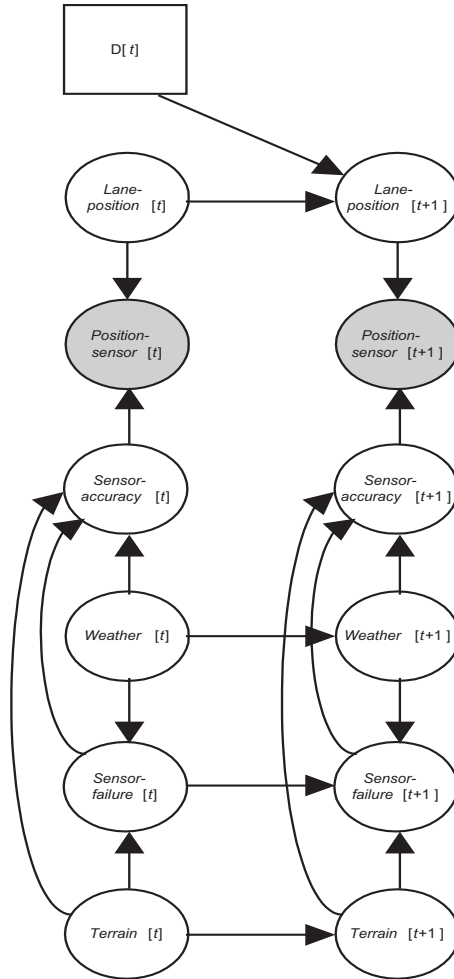 D[t]
Lane-
position [t]
Lane-
position [t+1]
Position-
sensor [t]
Position-
sensor [t+1]
Sensor-
accuracy [t]
Sensor-
accuracy [t+1]
Weather [t]
Weather [t+1]
Sensor-
failure [t]
Sensor-
failure [t+1]
Terrain [t]
Terrain [t+1]